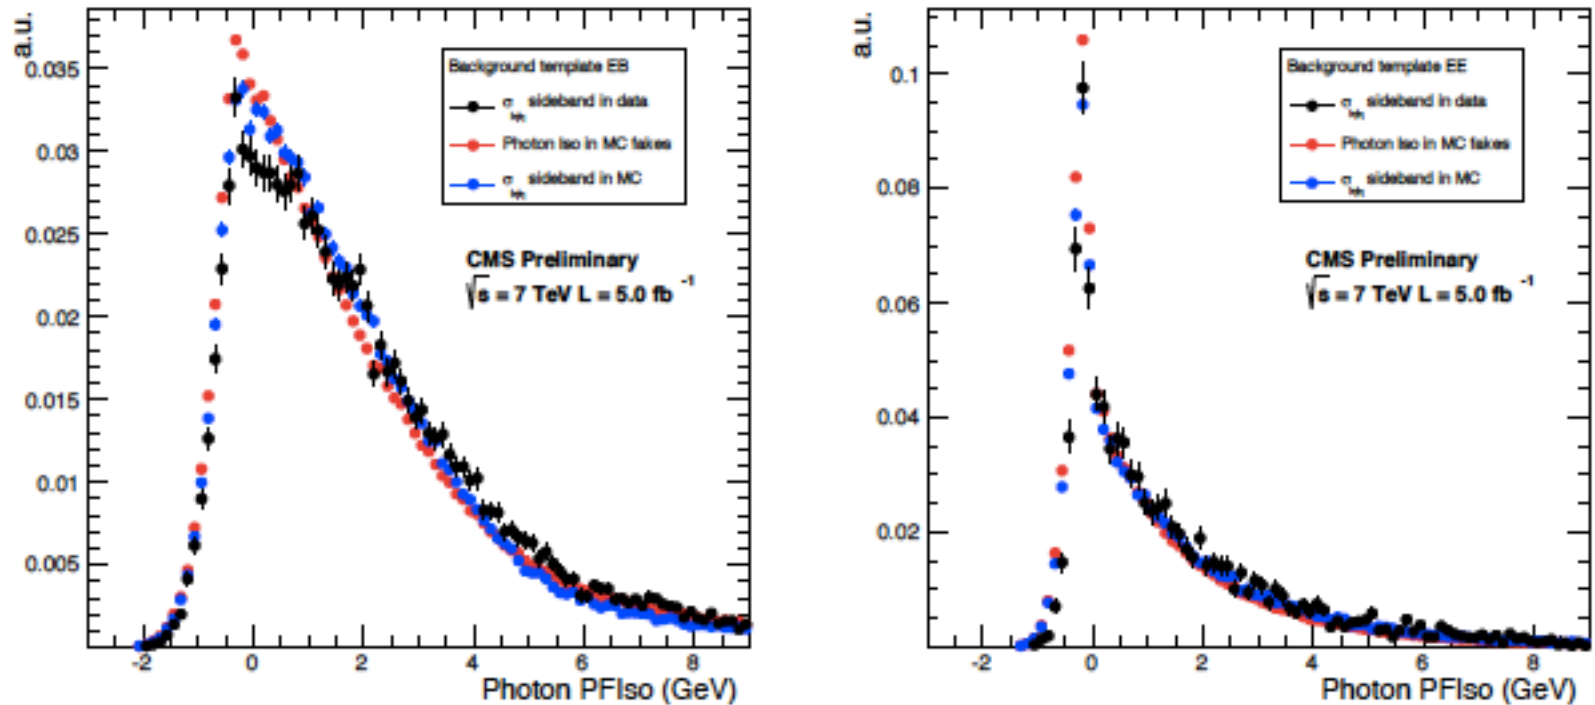 a.u.
0.035
0.03
0.025
0.02
0.015
0.01
0.005
-2 0 2 4 6 8
Photon PFIso (GeV)
Background template EB
σ sideband in data
Photon Iso in MC fakes
σ sideband in MC
CMS Preliminary
√s = 7 TeV L = 5.0 fb -1
a.u.
0.1
0.08
0.06
0.04
0.02
-2 0 2 4 6 8
Photon PFIso (GeV)
Background template EE
σ sideband in data
Photon Iso in MC fakes
σ sideband in MC
CMS Preliminary
√s = 7 TeV L = 5.0 fb -1